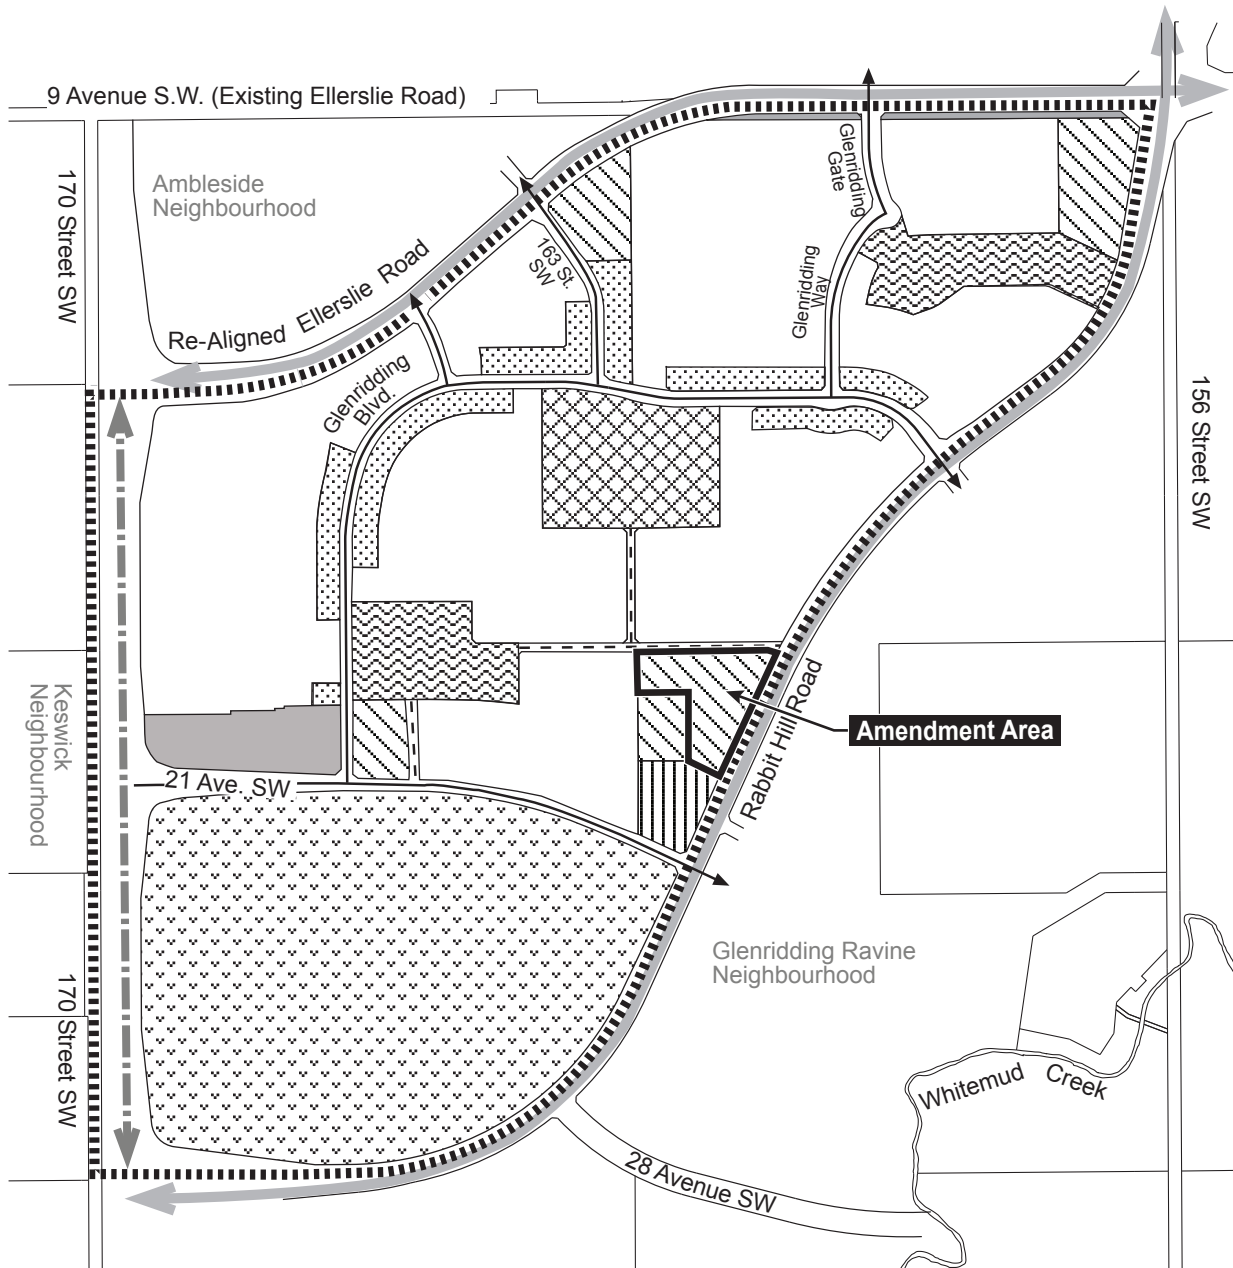 9 Avenue S.W. (Existing Ellerslie Road)
Ambleside
Neighbourhood
170 Street SW
Re-Aligned Ellerslie Road
163 St.
SW
Glenridding
Gate
Glenridding
Way
Glenridding
Blvd.
156 Street SW
Keswick
Neighbourhood
Rabbit Hill Road
Amendment Area
21 Ave. SW
Glenridding Ravine
Neighbourhood
170 Street SW
Whitemud Creek
28 Avenue SW